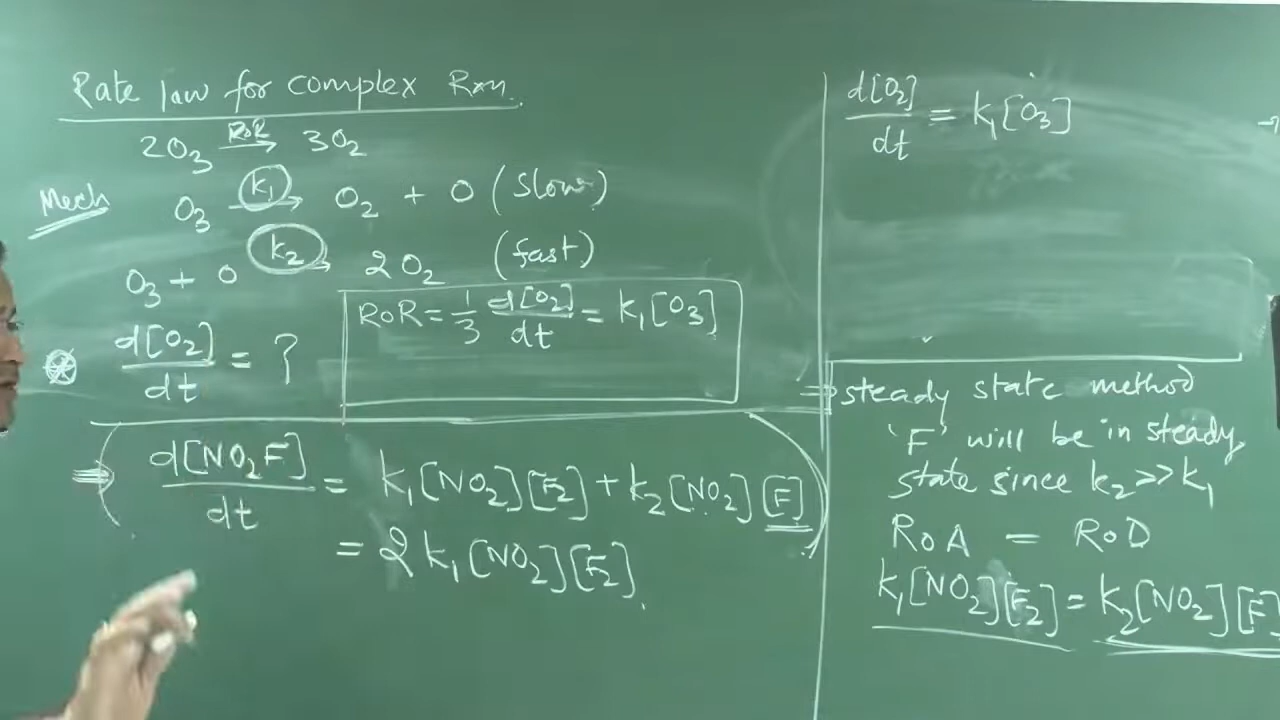 Rate law for complex Rxn.
2O₃ —RoR→ 3O₂
Mech
O₃ —k₁→ O₂ + O (slow)
O₃ + O —k₂→ 2O₂ (fast)
d[O₂]/dt = ?
RoR = 1/3 d[O₂]/dt = k₁[O₃]
⇒ d[NO₂F]/dt = k₁[NO₂][F₂] + k₂[NO₂][F]
= 2k₁[NO₂][F₂].
d[O₂]/dt = k₁[O₃]
⇒ steady state method
'F' will be in steady
state since k₂ >> k₁
RoA = RoD
k₁[NO₂][F₂] = k₂[NO₂][F]